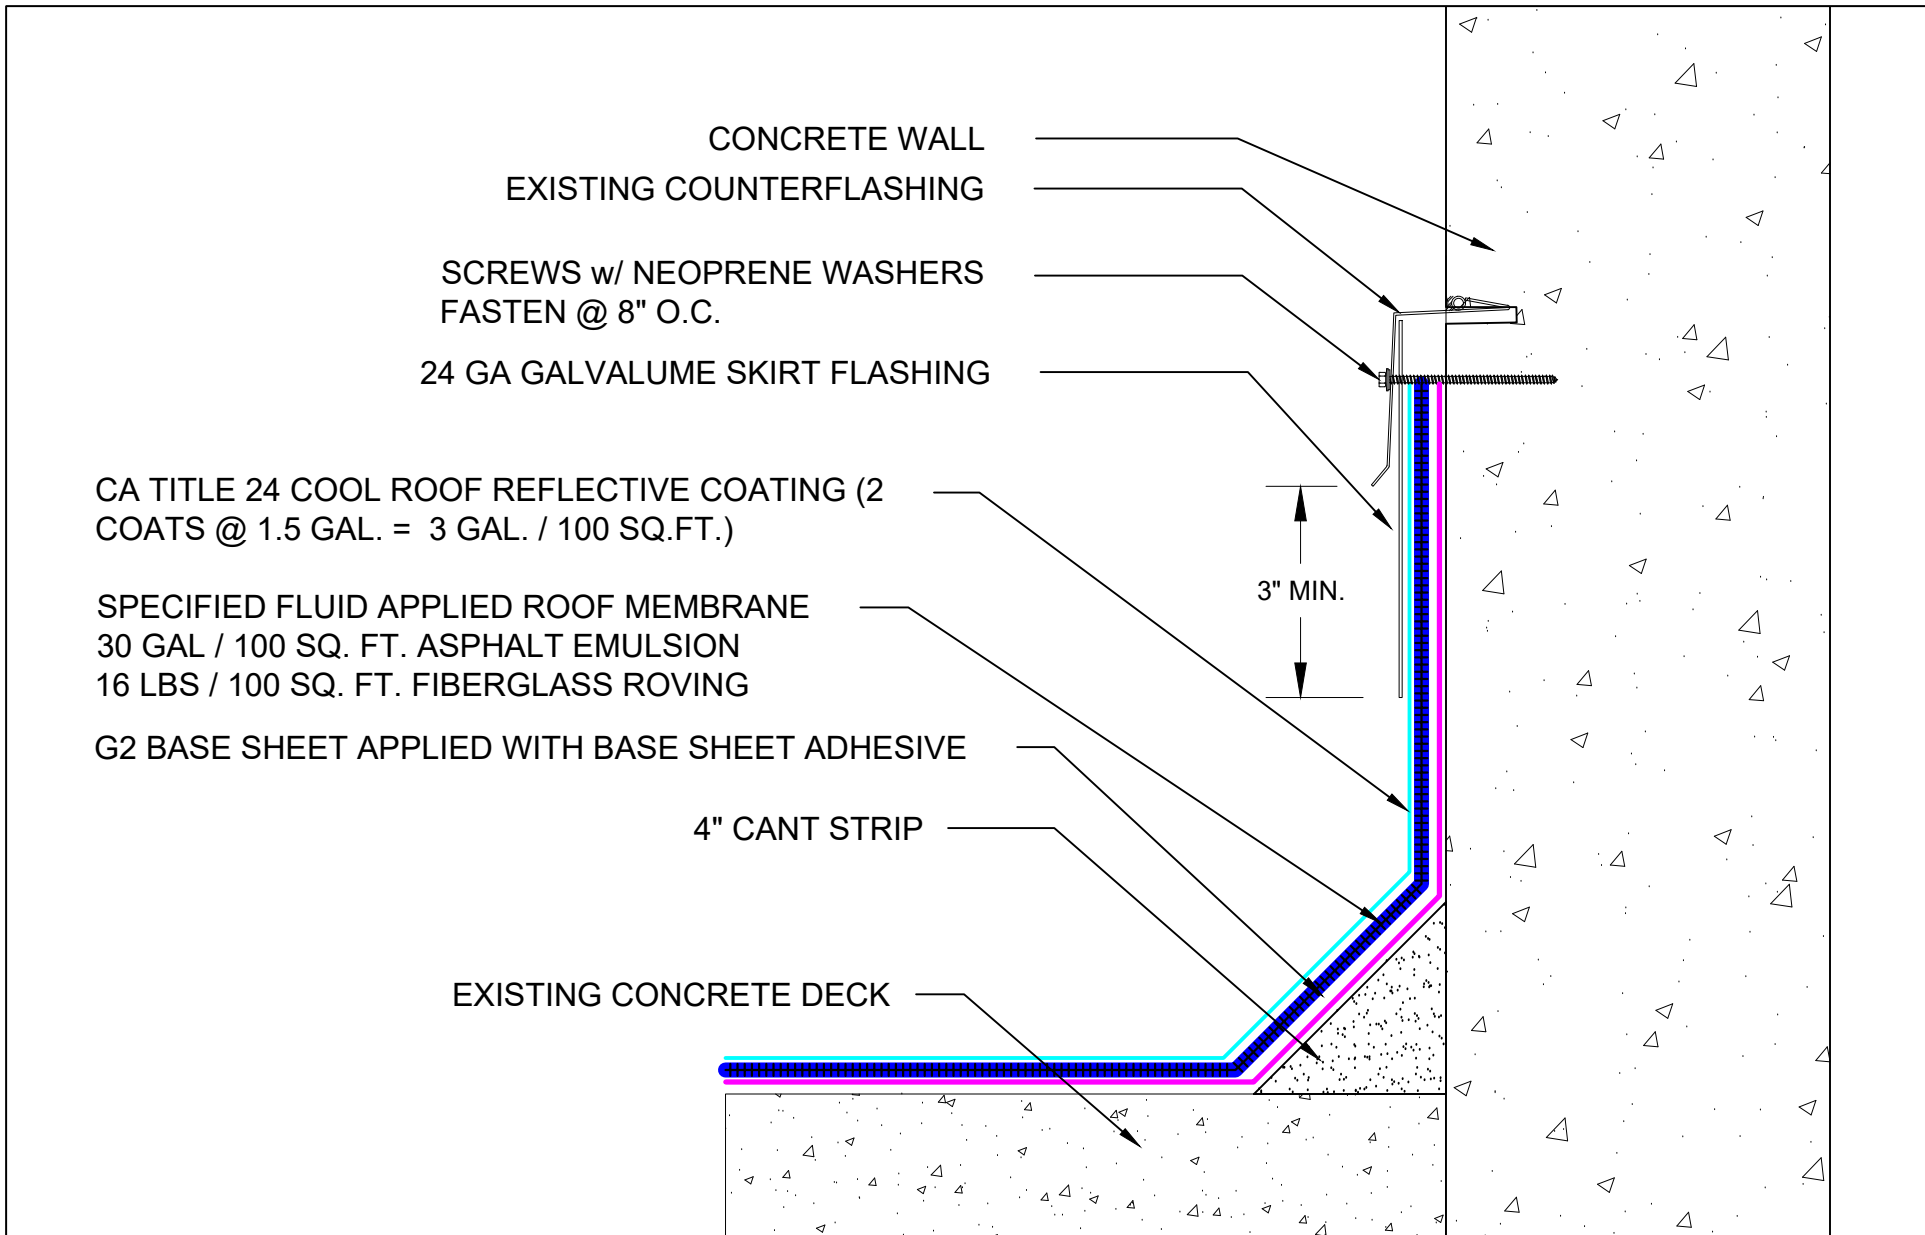 CONCRETE WALL
EXISTING COUNTERFLASHING
SCREWS w/ NEOPRENE WASHERS
FASTEN @ 8" O.C.
24 GA GALVALUME SKIRT FLASHING
CA TITLE 24 COOL ROOF REFLECTIVE COATING (2
COATS @ 1.5 GAL. = 3 GAL. / 100 SQ.FT.)
3" MIN.
SPECIFIED FLUID APPLIED ROOF MEMBRANE
30 GAL / 100 SQ. FT. ASPHALT EMULSION
16 LBS / 100 SQ. FT. FIBERGLASS ROVING
G2 BASE SHEET APPLIED WITH BASE SHEET ADHESIVE
4" CANT STRIP
EXISTING CONCRETE DECK